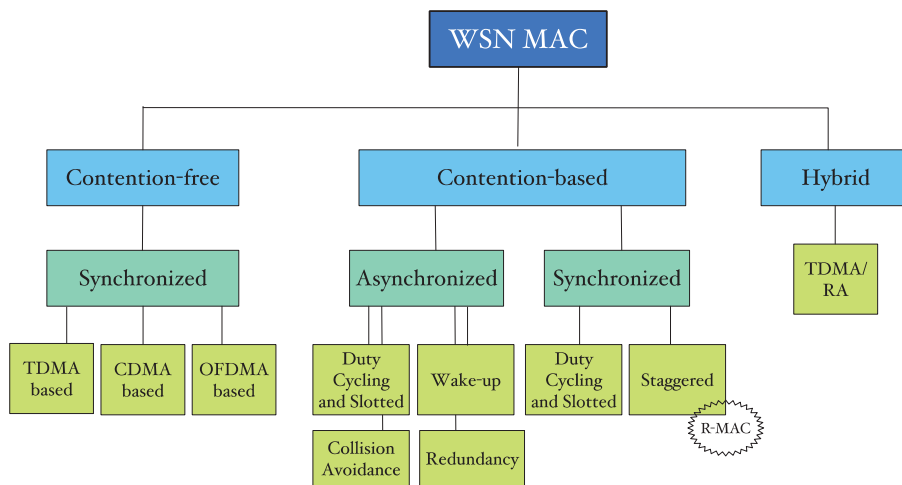 WSN MAC
Contention-free
Contention-based
Hybrid
Synchronized
Asynchronized
Synchronized
TDMA/
RA
TDMA
based
CDMA
based
OFDMA
based
Duty
Cycling
and Slotted
Wake-up
Duty
Cycling
and Slotted
Staggered
R-MAC
Collision
Avoidance
Redundancy